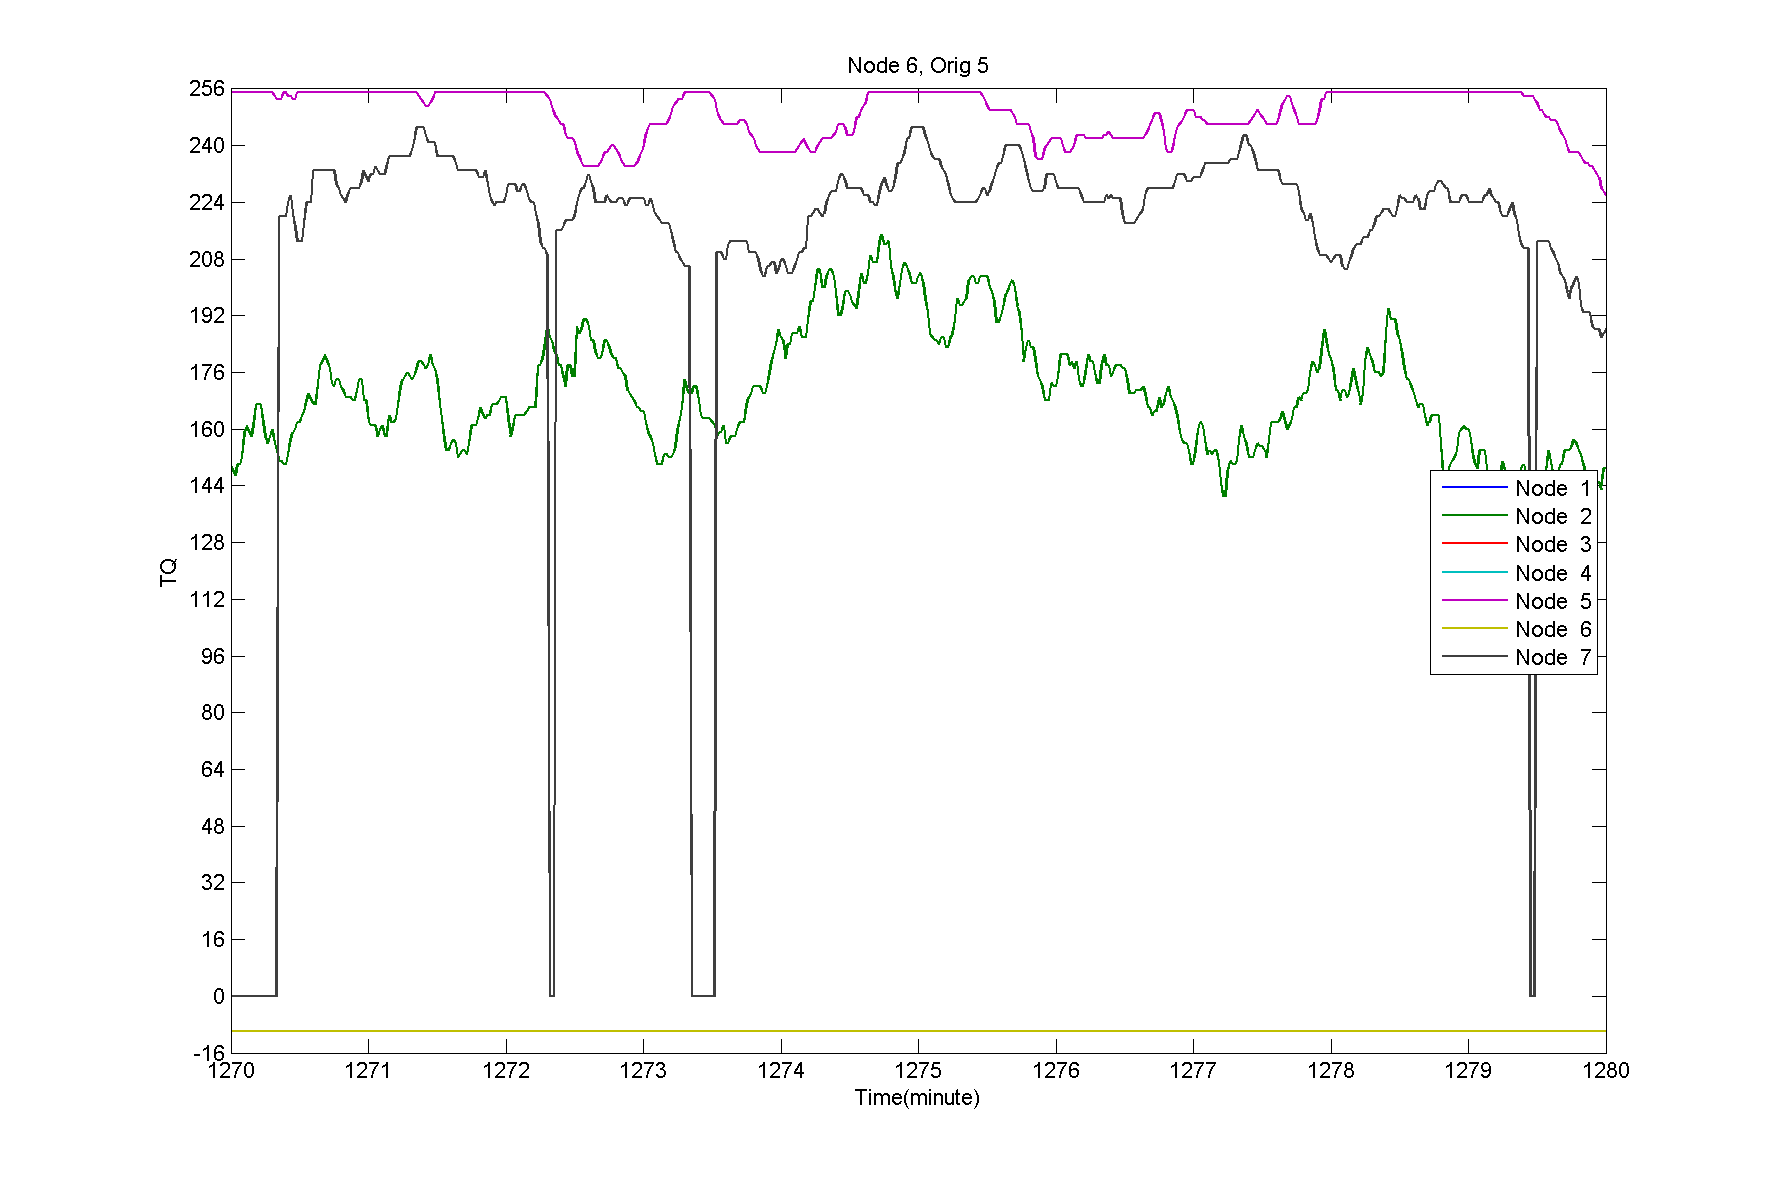 Node 6, Orig 5
256
240
224
208
192
176
160
144
128
112
96
80
64
48
32
16
0
-16
TQ
Node 1
Node 2
Node 3
Node 4
Node 5
Node 6
Node 7
1270 1271 1272 1273 1274 1275 1276 1277 1278 1279 1280
Time(minute)